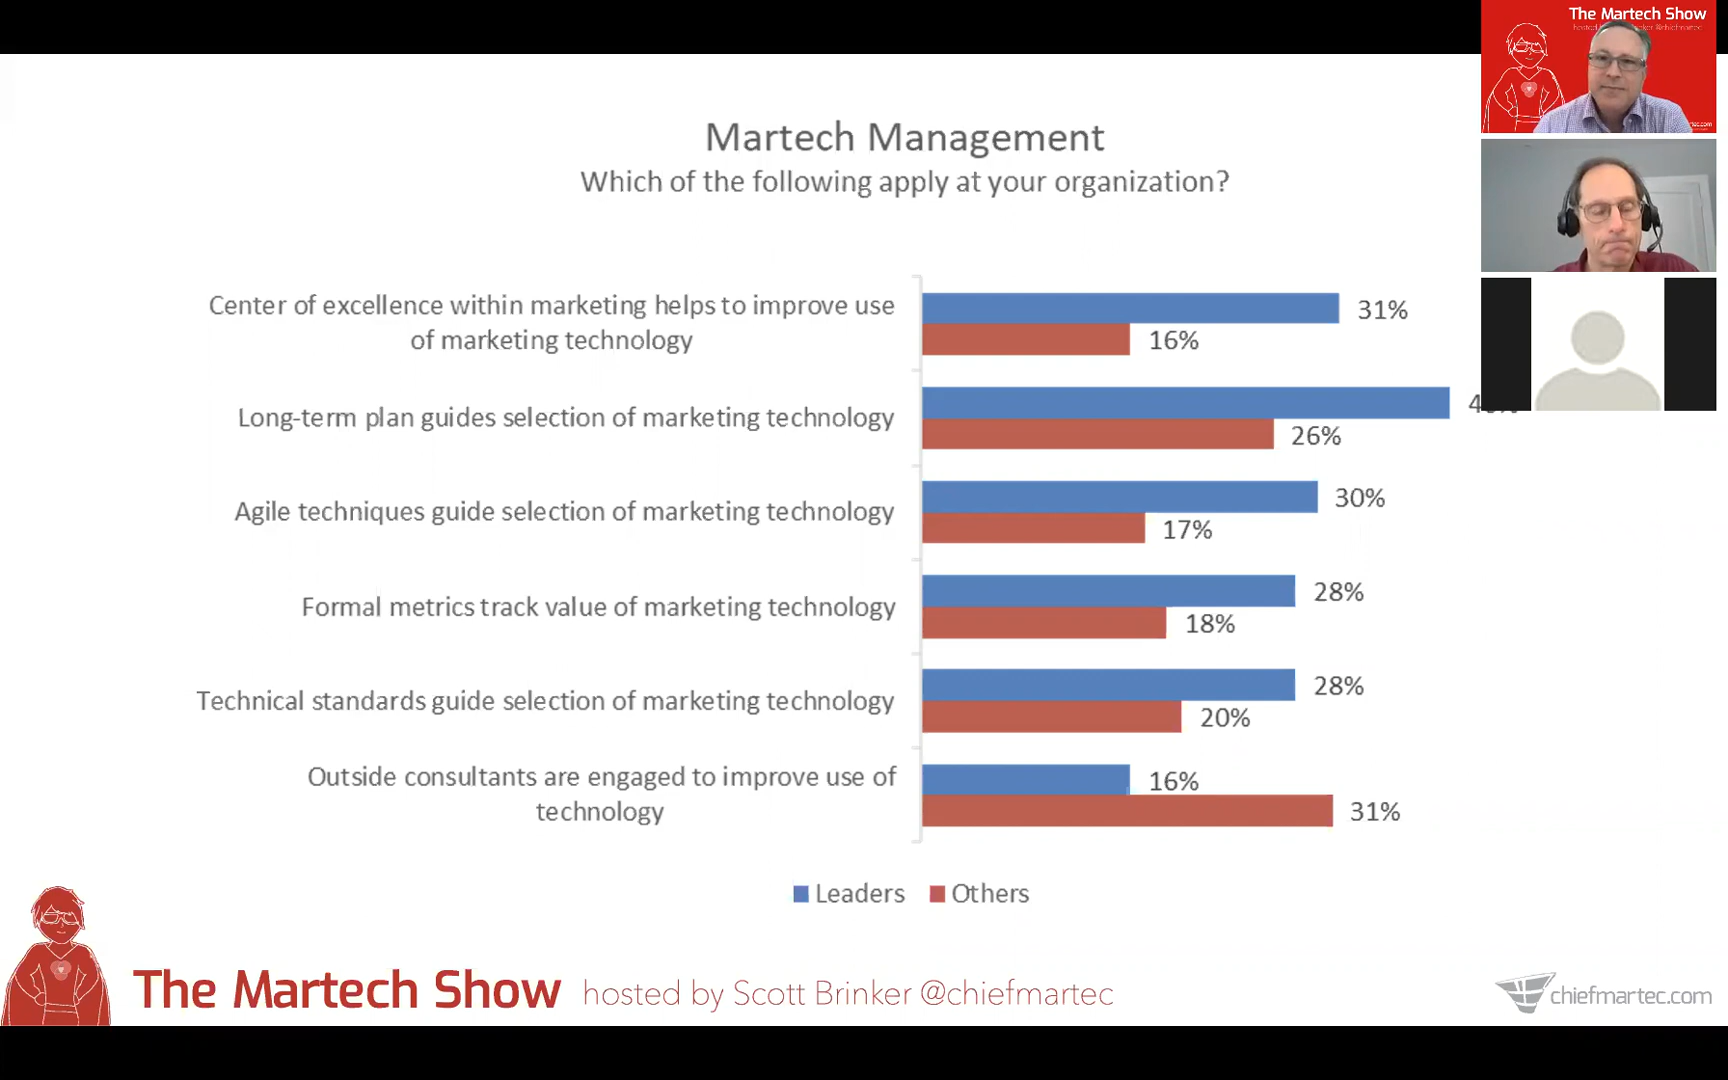 The Martech Show
Martech Management
Which of the following apply at your organization?
Center of excellence within marketing helps to improve use
of marketing technology
31%
16%
Long-term plan guides selection of marketing technology
26%
Agile techniques guide selection of marketing technology
30%
17%
Formal metrics track value of marketing technology
28%
18%
Technical standards guide selection of marketing technology
28%
20%
Outside consultants are engaged to improve use of
technology
16%
31%
Leaders Others
The Martech Show hosted by Scott Brinker @chiefmartec
chiefmartec.com